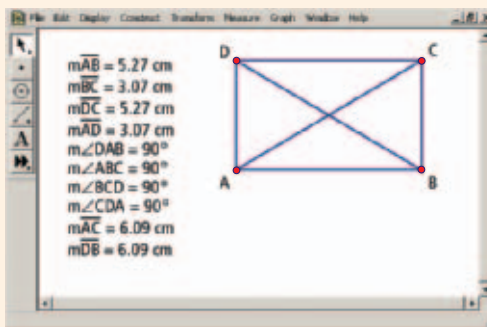 File Edit Display Construct Transform Measure Graph Window Help
mAB = 5.27 cm
mBC = 3.07 cm
mDC = 5.27 cm
mAD = 3.07 cm
m∠DAB = 90°
m∠ABC = 90°
m∠BCD = 90°
m∠CDA = 90°
mAC = 6.09 cm
mDB = 6.09 cm
D C
A B
A